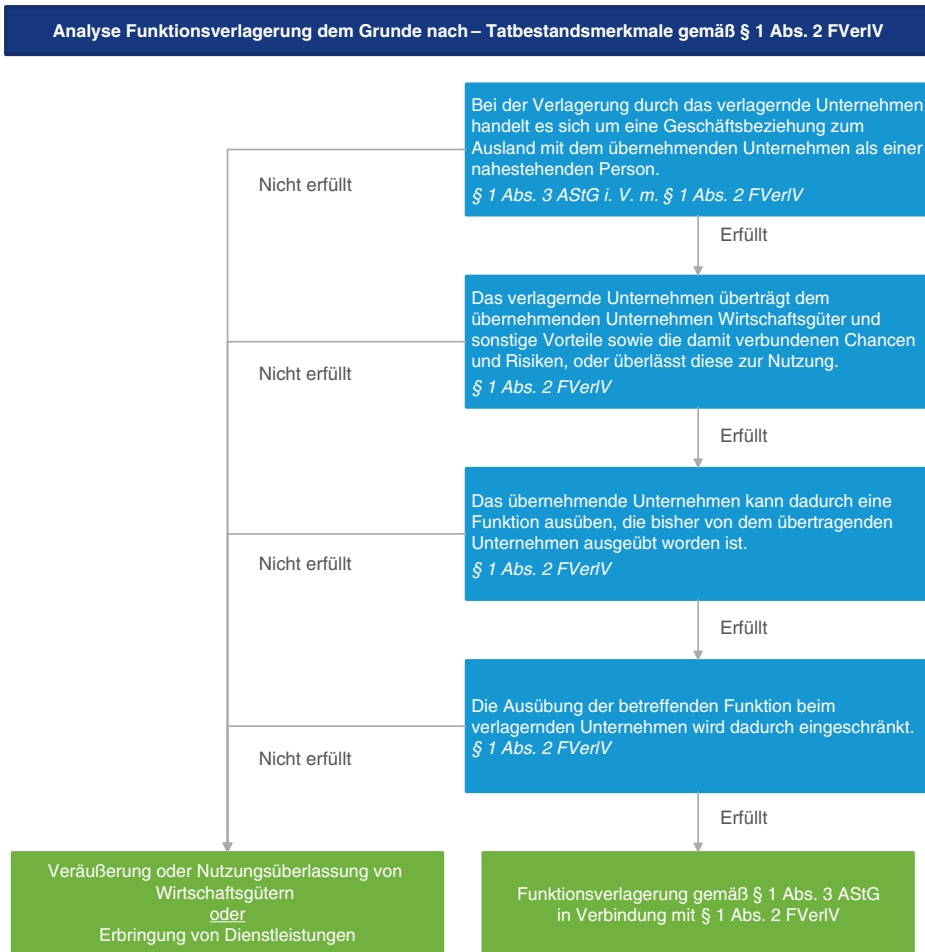 Analyse Funktionsverlagerung dem Grunde nach – Tatbestandsmerkmale gemäß § 1 Abs. 2 FVerlV
Bei der Verlagerung durch das verlagernde Unternehmen
handelt es sich um eine Geschäftsbeziehung zum
Ausland mit dem übernehmenden Unternehmen als einer
nahestehenden Person.
§ 1 Abs. 3 AStG i. V. m. § 1 Abs. 2 FVerlV
Nicht erfüllt
Erfüllt
Das verlagernde Unternehmen überträgt dem
übernehmenden Unternehmen Wirtschaftsgüter und
sonstige Vorteile sowie die damit verbundenen Chancen
und Risiken, oder überlässt diese zur Nutzung.
§ 1 Abs. 2 FVerlV
Nicht erfüllt
Erfüllt
Das übernehmende Unternehmen kann dadurch eine
Funktion ausüben, die bisher von dem übertragenden
Unternehmen ausgeübt worden ist.
§ 1 Abs. 2 FVerlV
Nicht erfüllt
Erfüllt
Die Ausübung der betreffenden Funktion beim
verlagernden Unternehmen wird dadurch eingeschränkt.
§ 1 Abs. 2 FVerlV
Nicht erfüllt
Erfüllt
Veräußerung oder Nutzungsüberlassung von
Wirtschaftsgütern
oder
Erbringung von Dienstleistungen
Funktionsverlagerung gemäß § 1 Abs. 3 AStG
in Verbindung mit § 1 Abs. 2 FVerlV